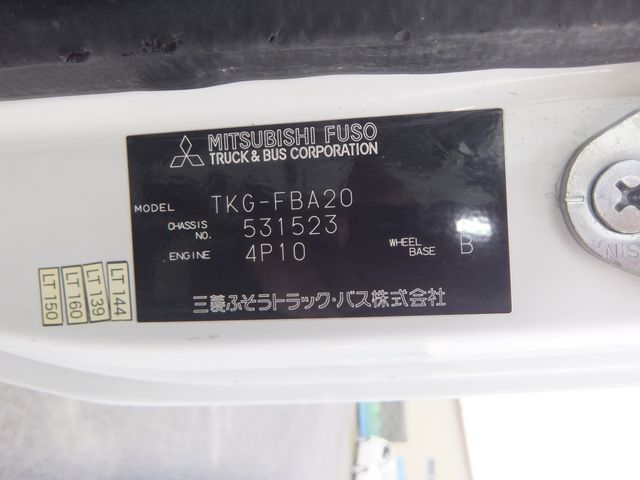 MITSUBISHI FUSO
TRUCK & BUS CORPORATION
MODEL TKG-FBA20
CHASSIS NO. 531523
ENGINE 4P10
WHEEL BASE B
三菱ふそうトラック・バス株式会社
LT 150
LT 160
LT 139
LT 144